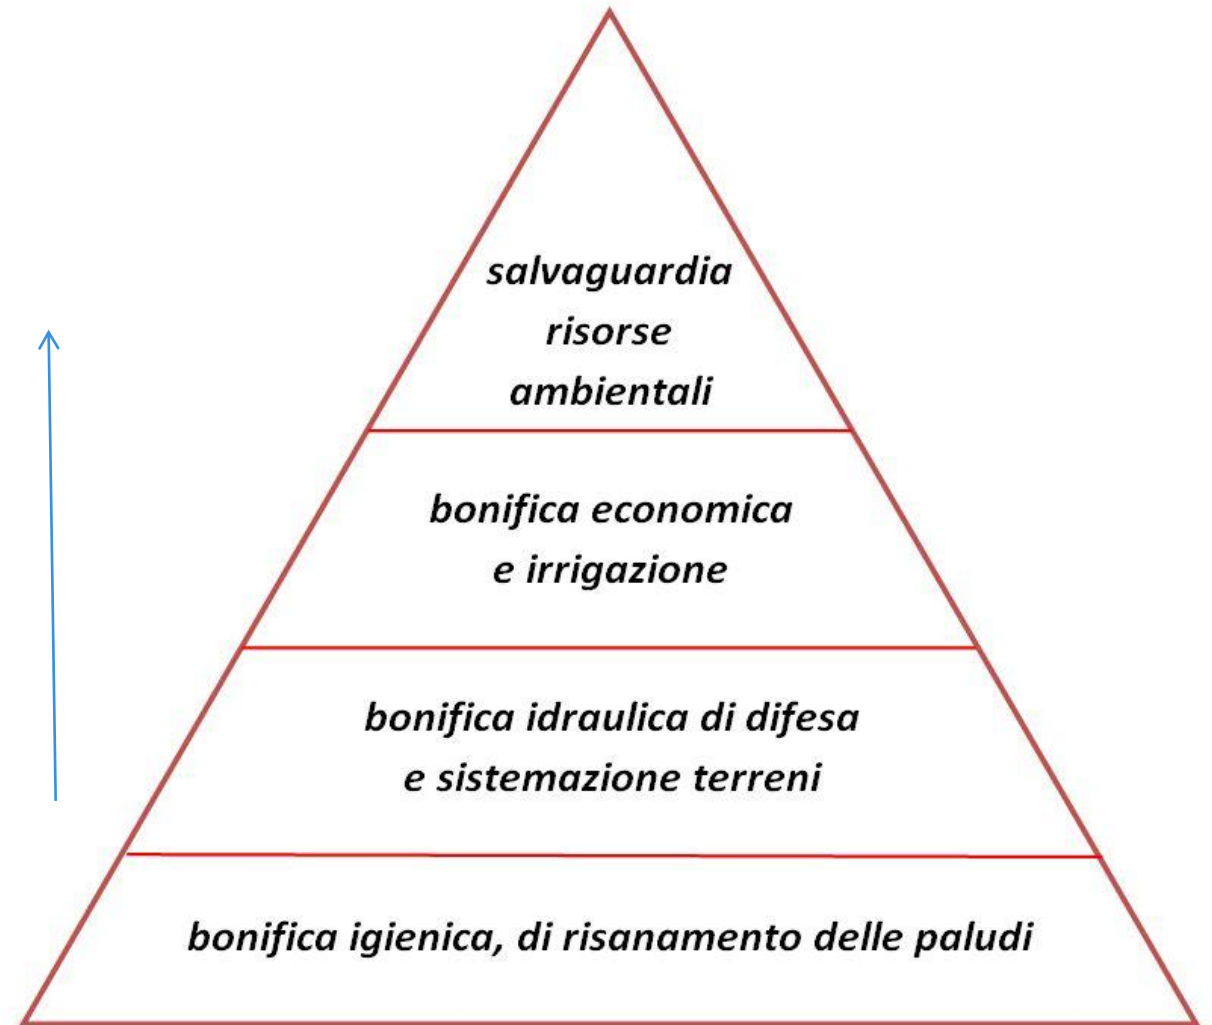 salvaguardia
risorse
ambientali
bonifica economica
e irrigazione
bonifica idraulica di difesa
e sistemazione terreni
bonifica igienica, di risanamento delle paludi